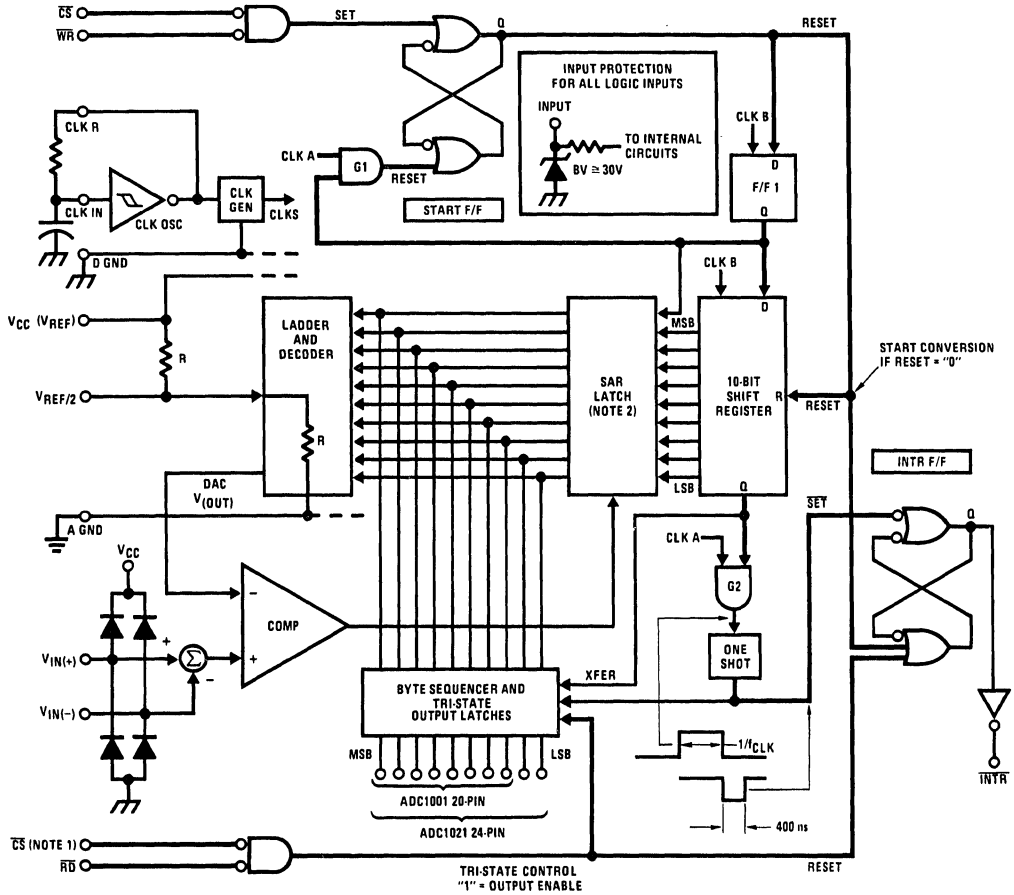 CS
WR
SET
Q
RESET
INPUT PROTECTION
FOR ALL LOGIC INPUTS
INPUT
TO INTERNAL
CIRCUITS
BV ≅ 30V
CLK R
CLK IN
CLK OSC
CLK
GEN
CLKS
D GND
CLK A
G1
RESET
START F/F
CLK B
D
F/F 1
Q
CLK B
D
VCC (VREF)
R
VREF/2
LADDER
AND
DECODER
R
MSB
SAR
LATCH
(NOTE 2)
10-BIT
SHIFT
REGISTER
R
RESET
START CONVERSION
IF RESET = "0"
LSB
Q
DAC
V(OUT)
A GND
INTR F/F
SET
Q
CLK A
G2
VCC
–
COMP
+
+
Σ
–
VIN(+)
VIN(−)
ONE
SHOT
XFER
BYTE SEQUENCER AND
TRI-STATE
OUTPUT LATCHES
MSB
LSB
1/fCLK
400 ns
INTR
ADC1001 20-PIN
ADC1021 24-PIN
CS (NOTE 1)
RD
TRI-STATE CONTROL
"1" = OUTPUT ENABLE
RESET